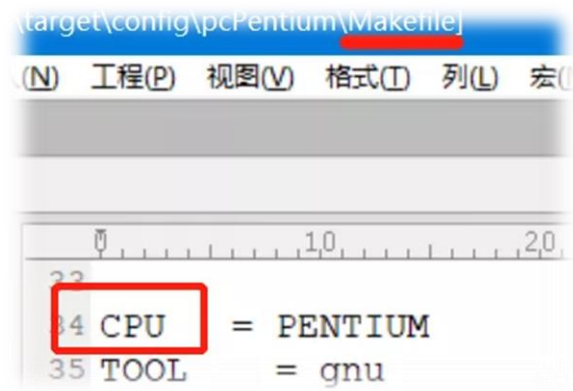 \target\config\pcPentium\Makefile]
(N) 工程(P) 视图(V) 格式(T) 列(L) 宏(
0 10 20
33
34 CPU = PENTIUM
35 TOOL = gnu